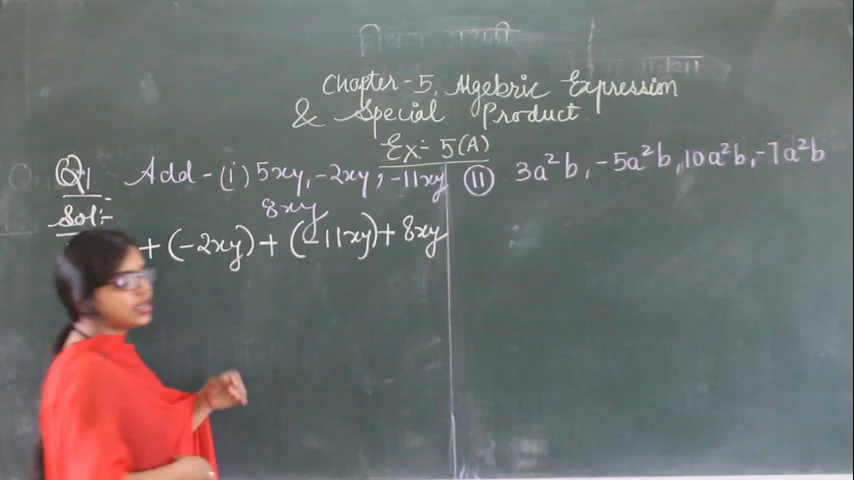 Chapter-5, Algebric Expression
& Special Product
Ex:- 5(A)
Q1. Add - (i) 5xy, -2xy, -11xy
8xy
Sol:-
+ (-2xy) + (-11xy) + 8xy
(II) 3a²b, -5a²b, 10a²b, -7a²b